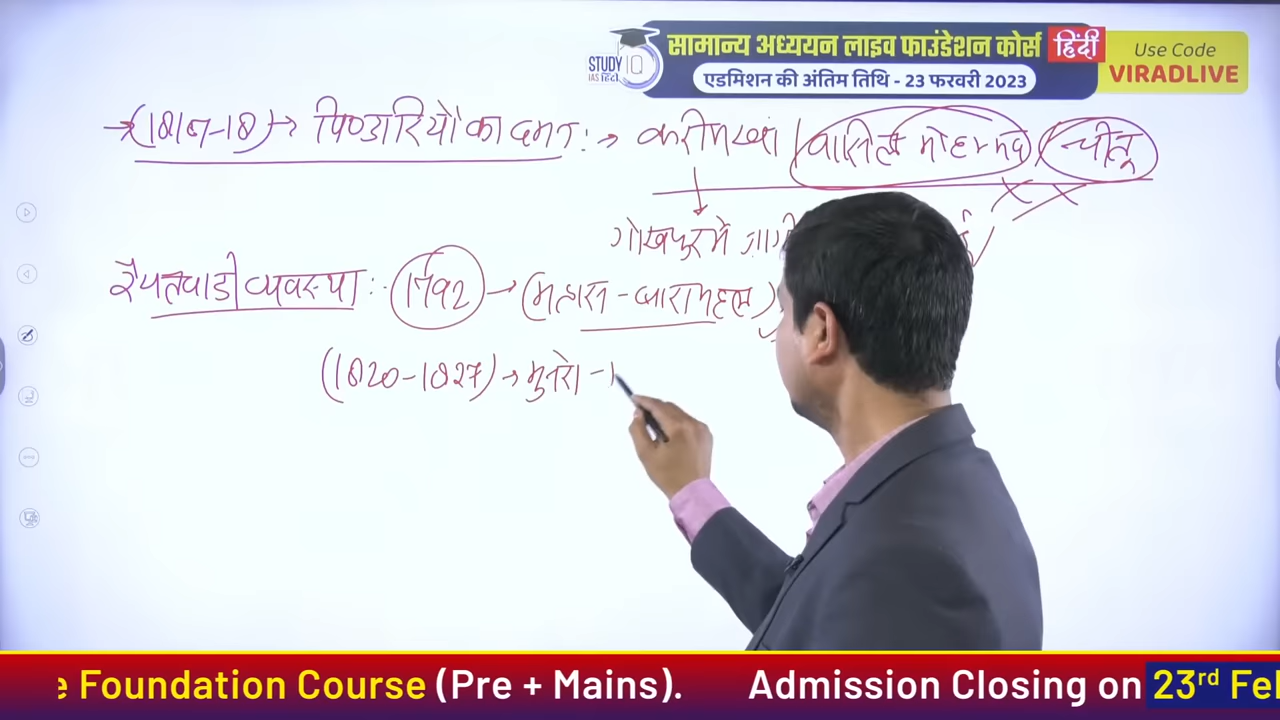 सामान्य अध्ययन लाइव फाउंडेशन कोर्स हिंदी
STUDY IQ
IAS हिंदी
एडमिशन की अंतिम तिथि - 23 फरवरी 2023
Use Code
VIRADLIVE
→ (1817-18) → पिण्डारियों का दमन :→ करीम खां / वासिल मोहम्मद / चीतू
गोरखपुर में
रैयतवाड़ी व्यवस्था :- 1792 → (मद्रास - बारामहल)
(1820-1827) → मुनरो -
e Foundation Course (Pre + Mains). Admission Closing on 23rd Fe